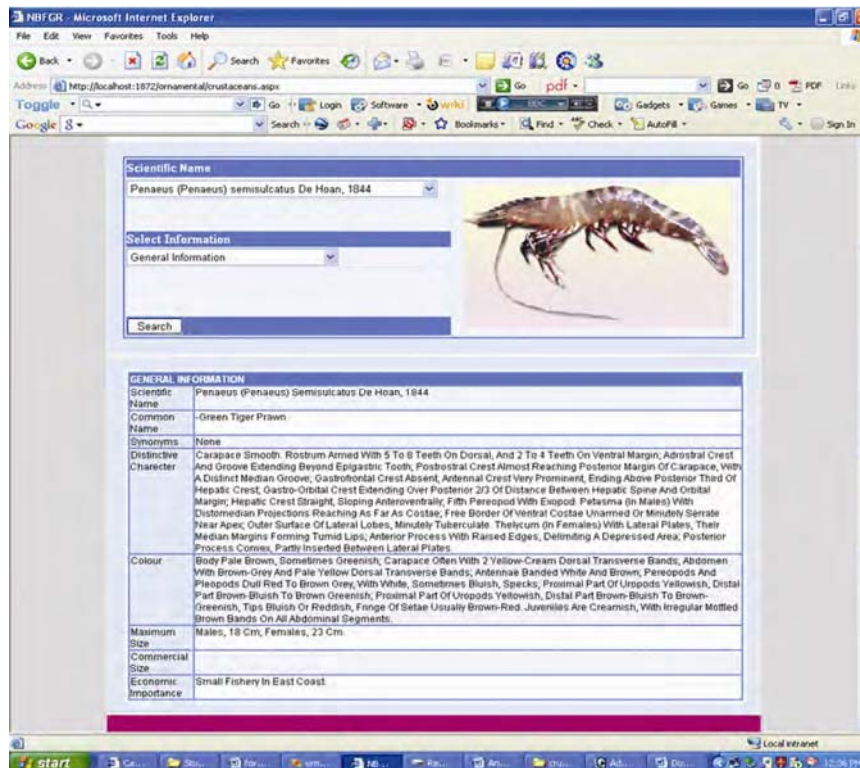 NBFGR - Microsoft Internet Explorer
File Edit View Favorites Tools Help
Back Search Favorites
Address http://localhost:1872/ornamental/crustaceans.aspx Go pdf Go 0 PDF Links
Toggle Go Login Software Wriki Gadgets Games TV
Google Search Bookmarks Find Check AutoFill Sign In
Scientific Name
Penaeus (Penaeus) semisulcatus De Hoan, 1844
Select Information
General Information
Search
GENERAL INFORMATION
Scientific Name Penaeus (Penaeus) Semisulcatus De Hoan, 1844
Common Name -Green Tiger Prawn
Synonyms None
Distinctive Charecter Carapace Smooth. Rostrum Armed With 5 To 8 Teeth On Dorsal, And 2 To 4 Teeth On Ventral Margin; Adrostral Crest
And Groove Extending Beyond Epigastric Tooth; Postrostral Crest Almost Reaching Posterior Margin Of Carapace, With
A Distinct Median Groove; Gastrofrontal Crest Absent, Antennal Crest Very Prominent, Ending Above Posterior Third Of
Hepatic Crest; Gastro-Orbital Crest Extending Over Posterior 2/3 Of Distance Between Hepatic Spine And Orbital
Margin; Hepatic Crest Straight, Sloping Anteroventrally; Fifth Pereopod With Exopod. Petasma (In Males) With
Distomedian Projections Reaching As Far As Costae; Free Border Of Ventral Costae Unarmed Or Minutely Serrate
Near Apex; Outer Surface Of Lateral Lobes, Minutely Tuberculate. Thelycum (In Females) With Lateral Plates, Their
Median Margins Forming Tumid Lips; Anterior Process With Raised Edges, Delimiting A Depressed Area; Posterior
Process Convex, Partly Inserted Between Lateral Plates.
Colour Body Pale Brown, Sometimes Greenish; Carapace Often With 2 Yellow-Cream Dorsal Transverse Bands, Abdomen
With Brown-Grey And Pale Yellow Dorsal Transverse Bands; Antennae Banded White And Brown; Pereopods And
Pleopods Dull Red To Brown Grey, With White, Sometimes Bluish, Specks; Proximal Part Of Uropods Yellowish, Distal
Part Brown-Bluish To Brown Greenish; Proximal Part Of Uropods Yellowish, Distal Part Brown-Bluish To Brown-
Greenish, Tips Bluish Or Reddish, Fringe Of Setae Usually Brown-Red. Juveniles Are Creamish, With Irregular Mottled
Brown Bands On All Abdominal Segments.
Maximum Size Males, 18 Cm; Females, 23 Cm.
Commercial Size
Economic Importance Small Fishery In East Coast.
Local intranet
start 12:36 PM